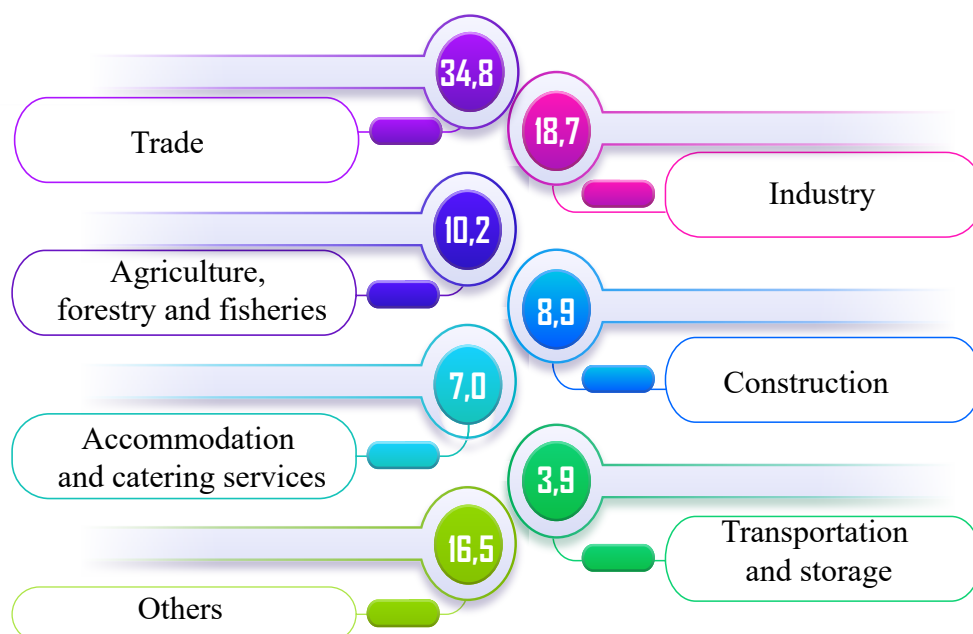 34,8
Trade
18,7
Industry
10,2
Agriculture,
forestry and fisheries
8,9
Construction
7,0
Accommodation
and catering services
3,9
Transportation
and storage
16,5
Others